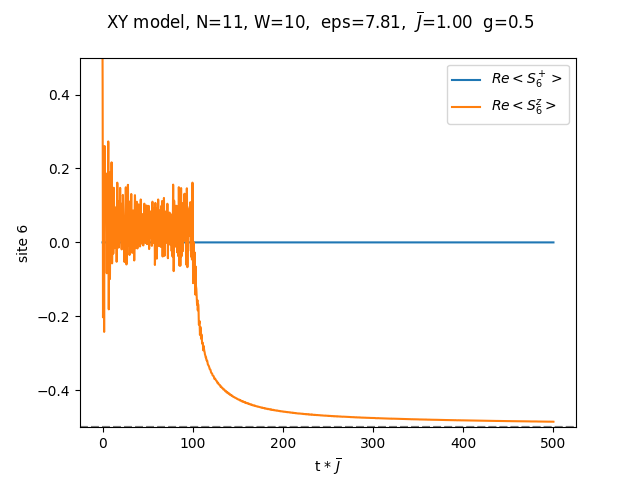 XY model, N=11, W=10, eps=7.81, J̄=1.00 g=0.5
Re < S₆⁺ >
Re < S₆ᶻ >
0.4
0.2
0.0
−0.2
−0.4
site 6
0
100
200
300
400
500
t * J̄